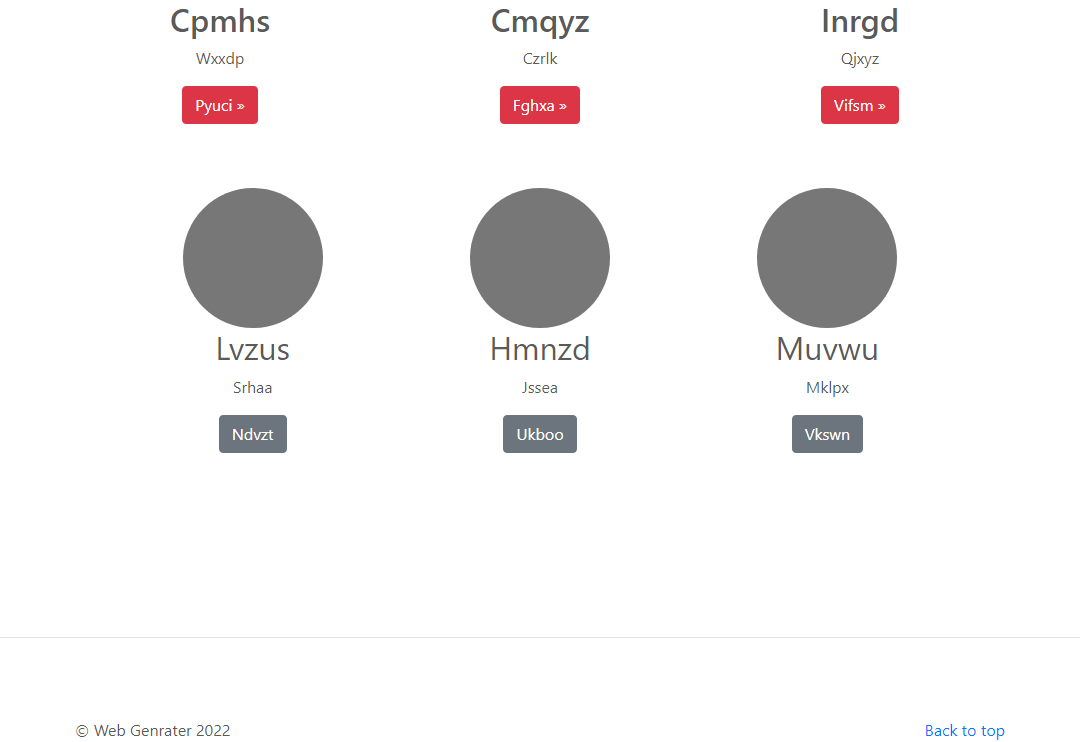 Cpmhs
Wxxdp
Pyuci »
Cmqyz
Czrlk
Fghxa »
Inrgd
Qjxyz
Vifsm »
Lvzus
Srhaa
Ndvzt
Hmnzd
Jssea
Ukboo
Muvwu
Mklpx
Vkswn
© Web Genrater 2022
Back to top